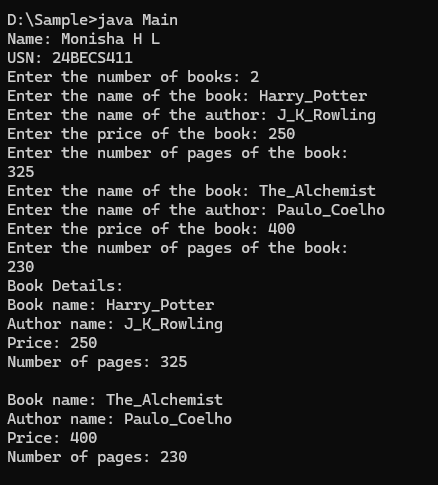 D:\Sample>java Main
Name: Monisha H L
USN: 24BECS411
Enter the number of books: 2
Enter the name of the book: Harry_Potter
Enter the name of the author: J_K_Rowling
Enter the price of the book: 250
Enter the number of pages of the book:
325
Enter the name of the book: The_Alchemist
Enter the name of the author: Paulo_Coelho
Enter the price of the book: 400
Enter the number of pages of the book:
230
Book Details:
Book name: Harry_Potter
Author name: J_K_Rowling
Price: 250
Number of pages: 325

Book name: The_Alchemist
Author name: Paulo_Coelho
Price: 400
Number of pages: 230